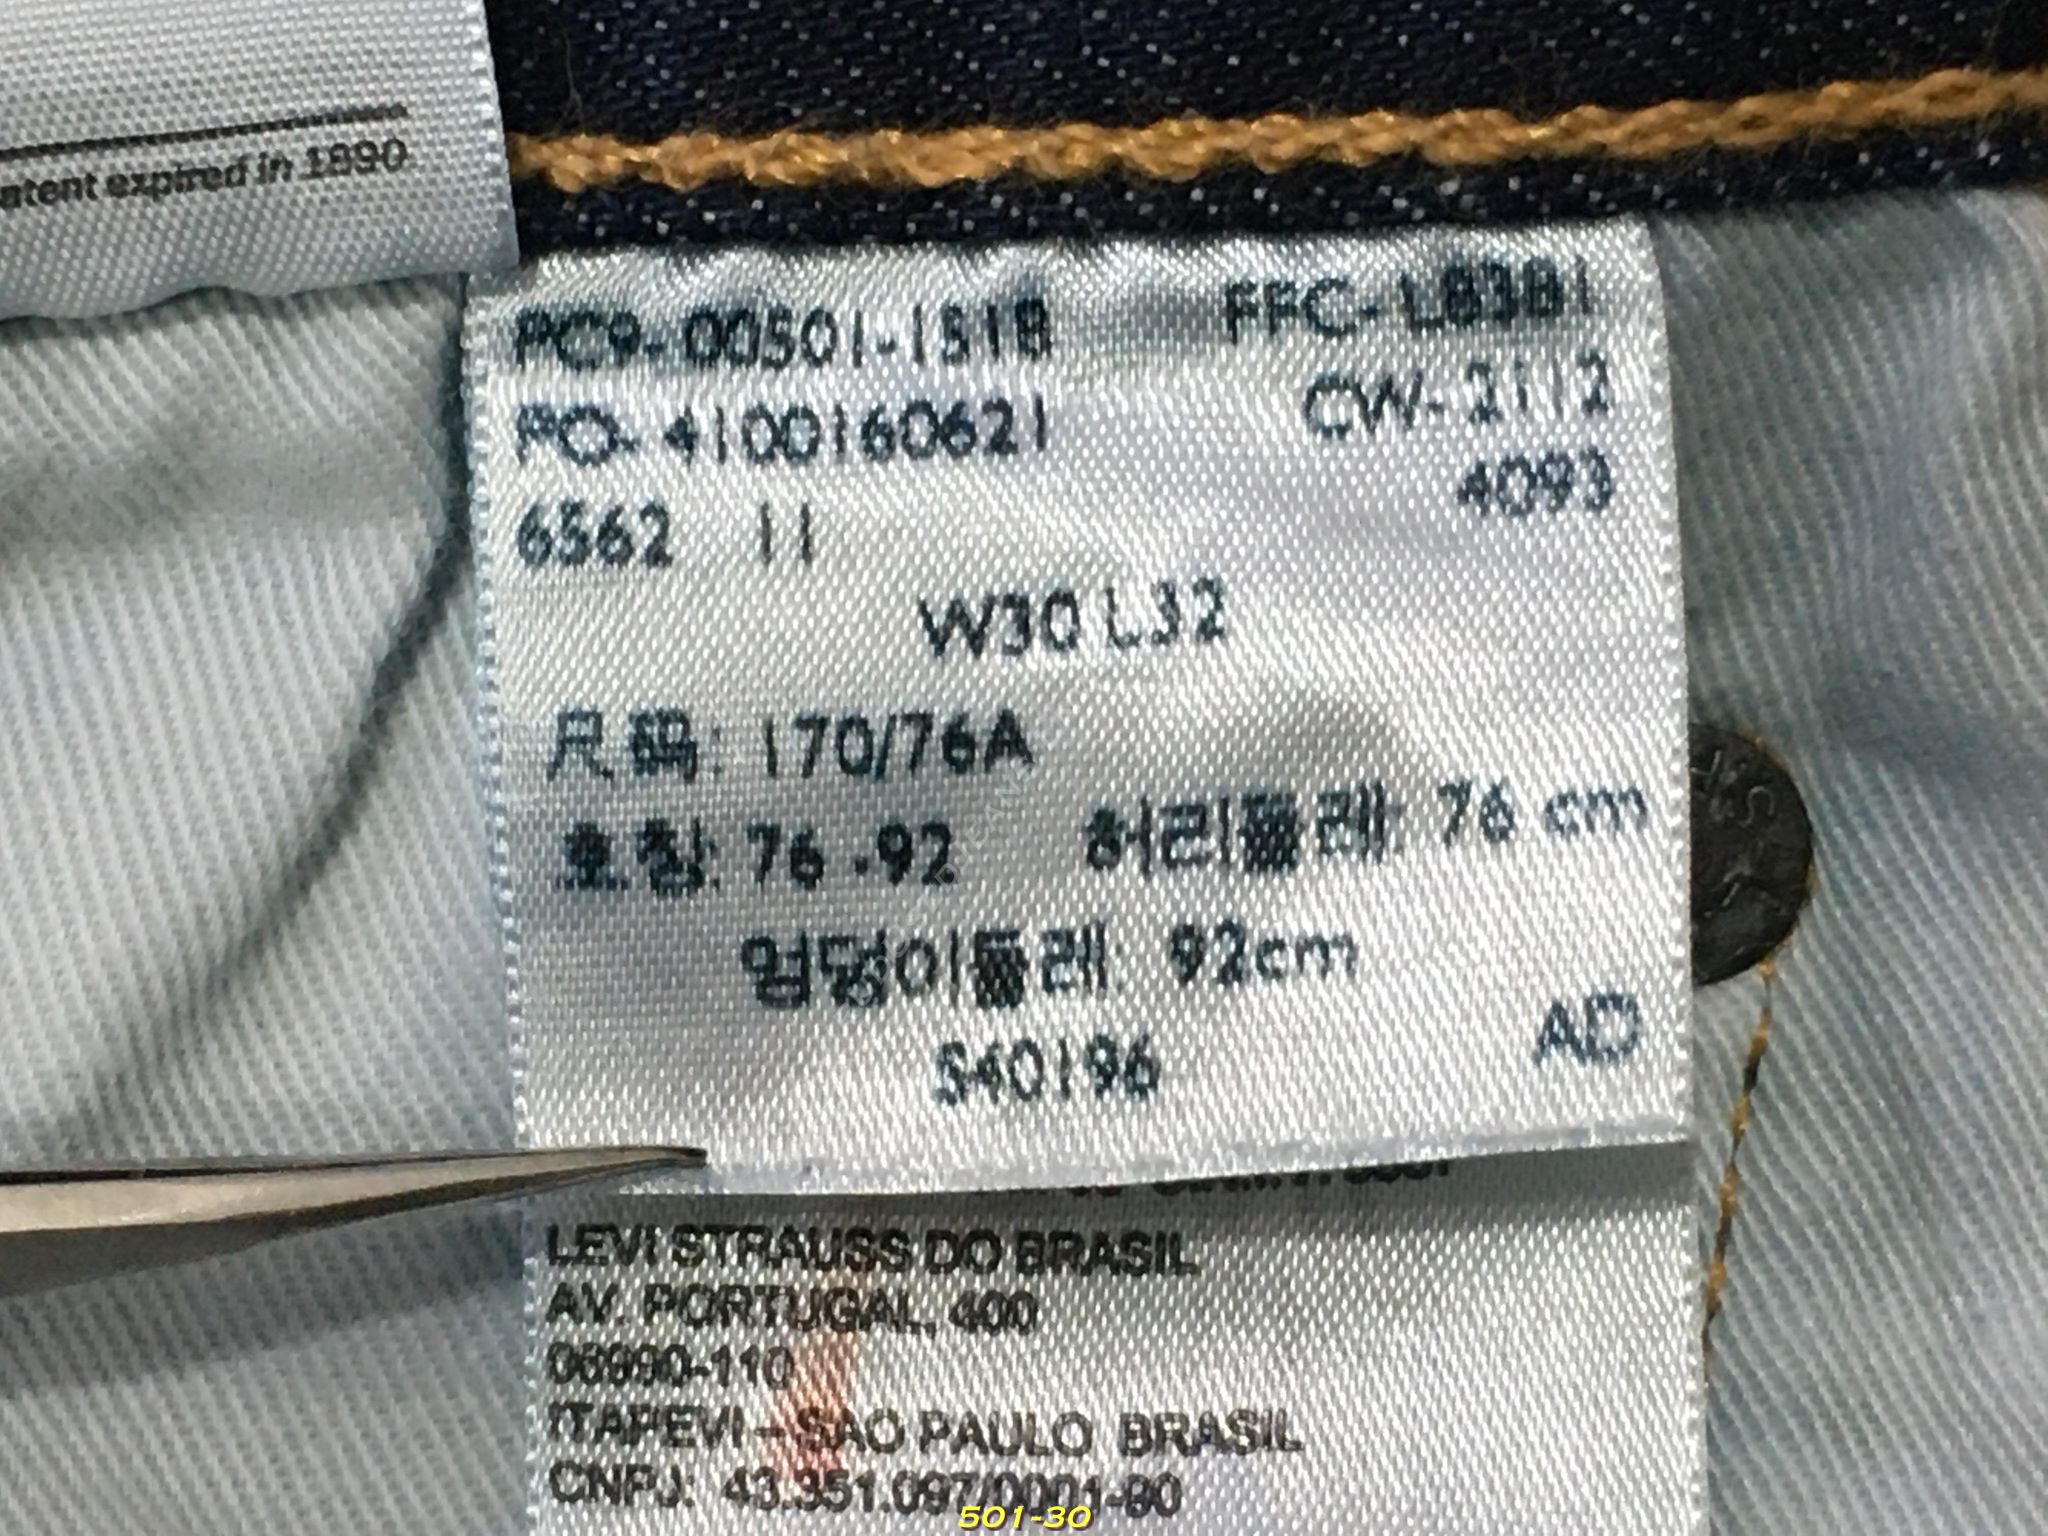 atent expired in 1890
PC9-00501-1518 FFC-LB3B1
PO-4100160621 CW-2112
4093
6562 11
W30 L32
尺码: 170/76A
호칭: 76-92 허리둘레: 76 cm
엉덩이둘레: 92cm
S40196 AD
LEVI STRAUSS DO BRASIL
AV. PORTUGAL, 400
06990-110
ITAPEVI - SAO PAULO BRASIL
CNPJ: 43.351.097/0001-80
501-30